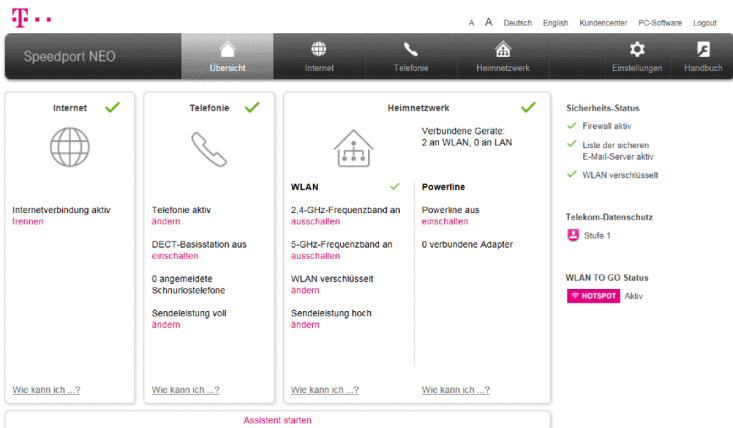 T
A A Deutsch English Kundencenter PC-Software Logout
Speedport NEO
Übersicht Internet Telefonie Heimnetzwerk Einstellungen Handbuch
Internet
Internetverbindung aktiv
trennen
Wie kann ich ...?
Telefonie
Telefonie aktiv
ändern
DECT-Basisstation aus
einschalten
0 angemeldete
Schnurlostelefone
Sendeleistung voll
ändern
Wie kann ich ...?
Heimnetzwerk
Verbundene Geräte:
2 an WLAN, 0 an LAN
WLAN
2,4-GHz-Frequenzband an
ausschalten
5-GHz-Frequenzband an
ausschalten
WLAN verschlüsselt
ändern
Sendeleistung hoch
ändern
Wie kann ich ...?
Powerline
Powerline aus
einschalten
0 verbundene Adapter
Wie kann ich ...?
Sicherheits-Status
Firewall aktiv
Liste der sicheren
E-Mail-Server aktiv
WLAN verschlüsselt
Telekom-Datenschutz
Stufe 1
WLAN TO GO Status
HOTSPOT Aktiv
Assistent starten